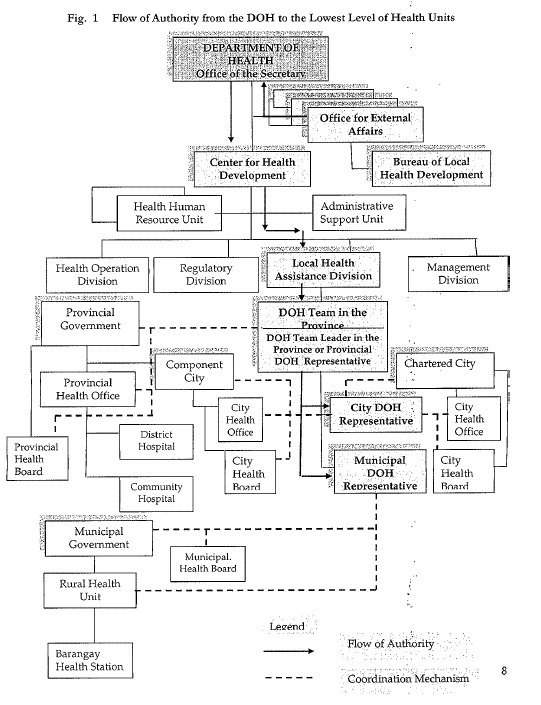 Fig. 1 Flow of Authority from the DOH to the Lowest Level of Health Units
DEPARTMENT OF
HEALTH
Office of the Secretary
Office for External
Affairs
Center for Health
Development
Bureau of Local
Health Development
Health Human
Resource Unit
Administrative
Support Unit
Health Operation
Division
Regulatory
Division
Local Health
Assistance Division
Management
Division
Provincial
Government
DOH Team in the
Province
DOH Team Leader in the
Province or Provincial
DOH Representative
Component
City
Chartered City
Provincial
Health Office
City
Health
Office
City DOH
Representative
City
Health
Office
Provincial
Health
Board
District
Hospital
City
Health
Board
Municipal
DOH
Representative
City
Health
Board
Community
Hospital
Municipal
Government
Municipal.
Health Board
Rural Health
Unit
Barangay
Health Station
Legend
Flow of Authority
Coordination Mechanism
8